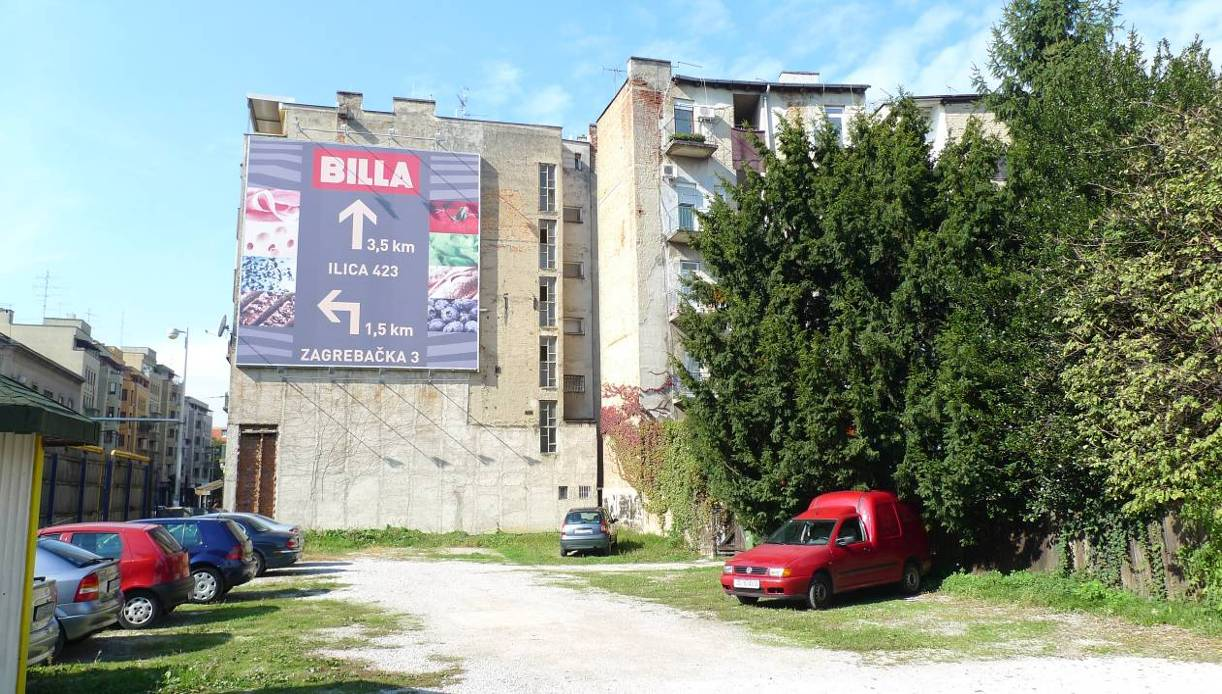 BILLA
3,5 km
ILICA 423
1,5 km
ZAGREBAČKA 3